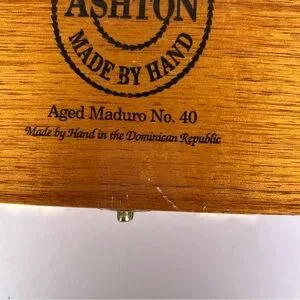 ASHTON
MADE BY HAND
Aged Maduro No. 40
Made by Hand in the Dominican Republic